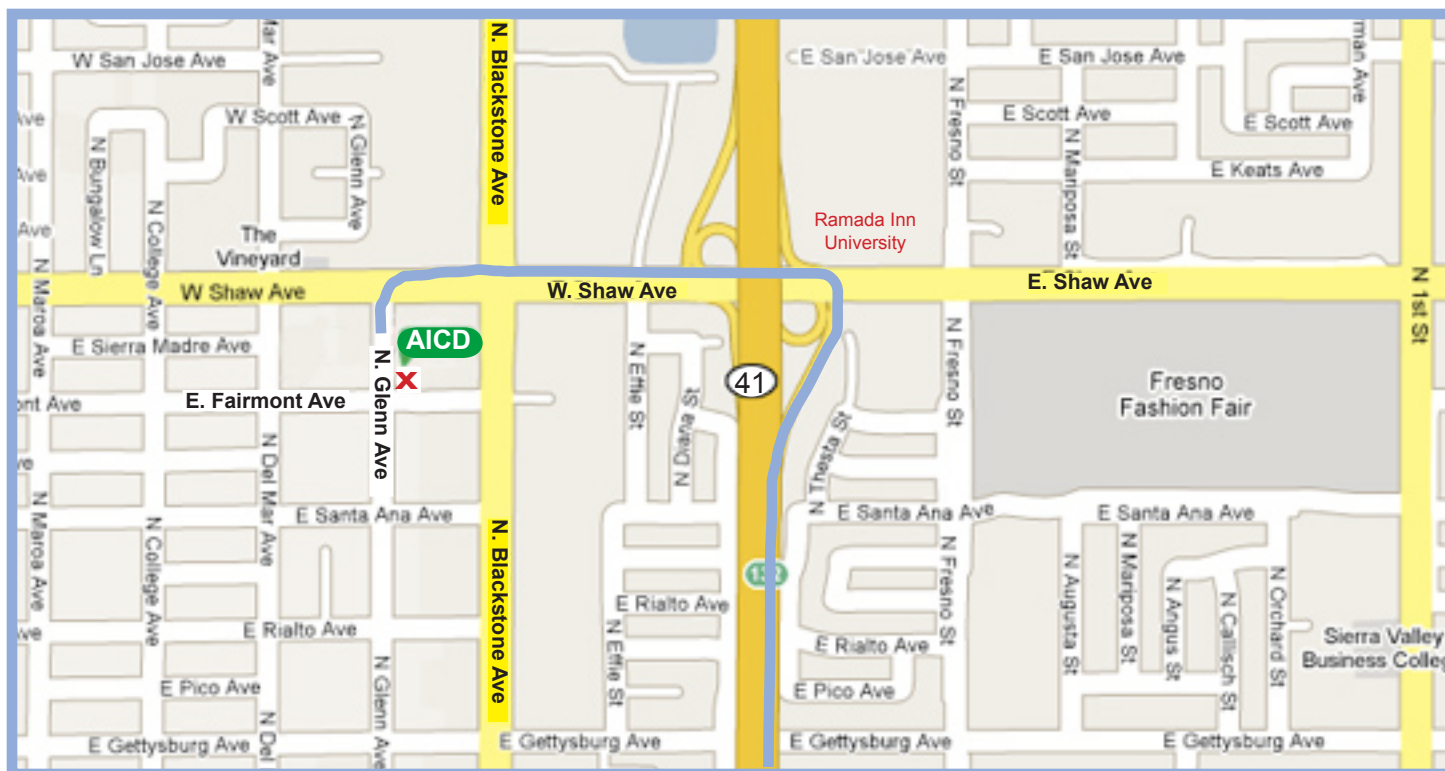 N. Blackstone Ave
W San Jose Ave
E San Jose Ave
E San Jose Ave
W Scott Ave
N Glenn Ave
N Fresno St
E Scott Ave
E Scott Ave
N Bungalow Ln
N College Ave
N Mariposa St
E Keats Ave
Ramada Inn
University
The
Vineyard
N Maroa Ave
W Shaw Ave
W. Shaw Ave
E. Shaw Ave
N 1st St
E Sierra Madre Ave
AICD
X
N. Glenn Ave
N Effie St
N Diana St
41
N Fresno St
Fresno
Fashion Fair
E. Fairmont Ave
N Del Mar Ave
N Thesta St
N Maroa Ave
N College Ave
E Santa Ana Ave
N. Blackstone Ave
E Santa Ana Ave
E Santa Ana Ave
N Fresno St
N Augusta St
N Mariposa St
N Angus St
N Callisch St
N Orchard St
E Rialto Ave
E Rialto Ave
N Effie St
E Rialto Ave
Sierra Valley
Business Colleg
E Pico Ave
N Glenn Ave
E Pico Ave
N Del
E Gettysburg Ave
E Gettysburg Ave
E Gettysburg Ave
E Gettysburg Ave